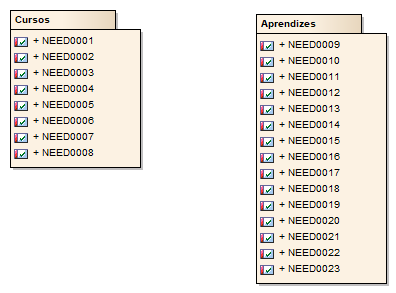 Cursos
+ NEED0001
+ NEED0002
+ NEED0003
+ NEED0004
+ NEED0005
+ NEED0006
+ NEED0007
+ NEED0008
Aprendizes
+ NEED0009
+ NEED0010
+ NEED0011
+ NEED0012
+ NEED0013
+ NEED0014
+ NEED0015
+ NEED0016
+ NEED0017
+ NEED0018
+ NEED0019
+ NEED0020
+ NEED0021
+ NEED0022
+ NEED0023